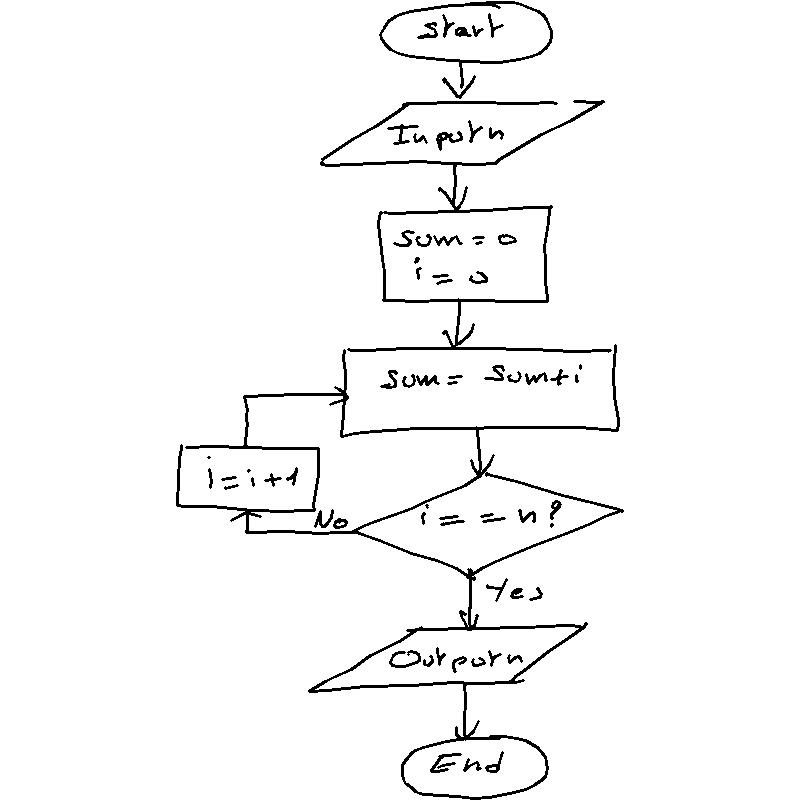 Start
Input n
sum = 0
i = 0
sum = sum + i
i = i + 1
No
i = = n ?
Yes
Output n
End